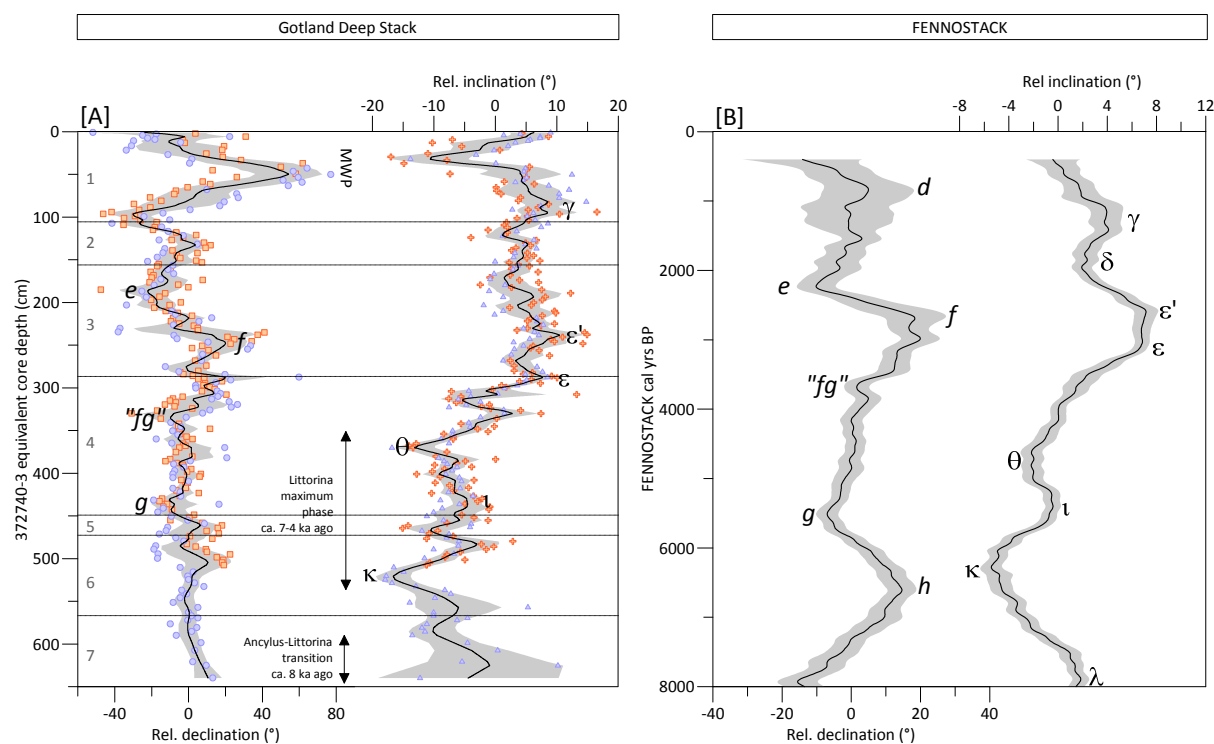 Gotland Deep Stack
FENNOSTACK
Rel. inclination (°)
Rel inclination (°)
-20 -10 0 10 20
-8 -4 0 4 8 12
[A]
[B]
0
100
200
300
400
500
600
372740-3 equivalent core depth (cm)
1
2
3
4
5
6
7
MWP
e
f
"fg"
g
γ
ε'
ε
θ
ι
κ
Littorina
maximum
phase
ca. 7-4 ka ago
Ancylus-Littorina
transition
ca. 8 ka ago
-40 0 40 80
Rel. declination (°)
0
2000
4000
6000
8000
FENNOSTACK cal yrs BP
d
e
f
"fg"
g
h
γ
δ
ε'
ε
θ
ι
κ
λ
-40 -20 0 20 40
Rel. declination (°)